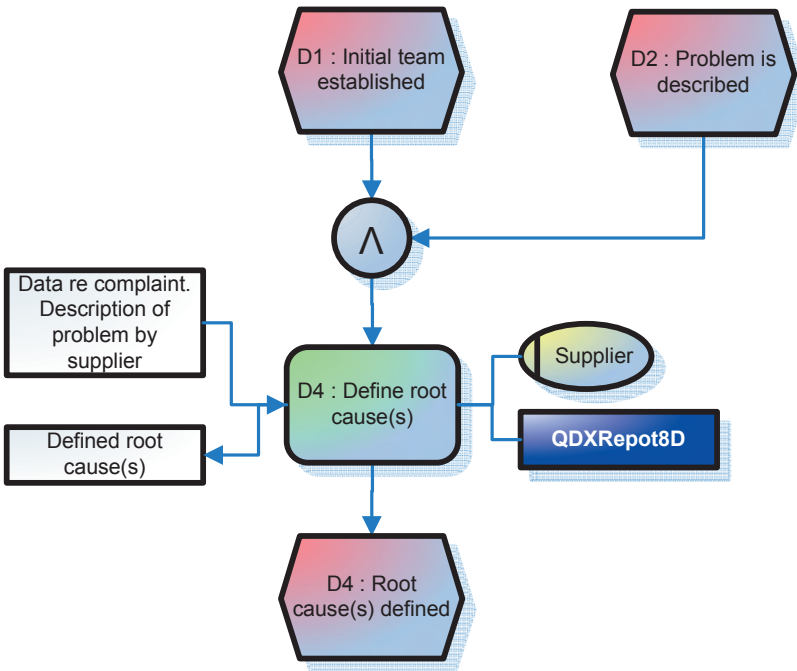 D1 : Initial team
established
D2 : Problem is
described
Λ
Data re complaint.
Description of
problem by
supplier
D4 : Define root
cause(s)
Supplier
QDXRepot8D
Defined root
cause(s)
D4 : Root
cause(s) defined